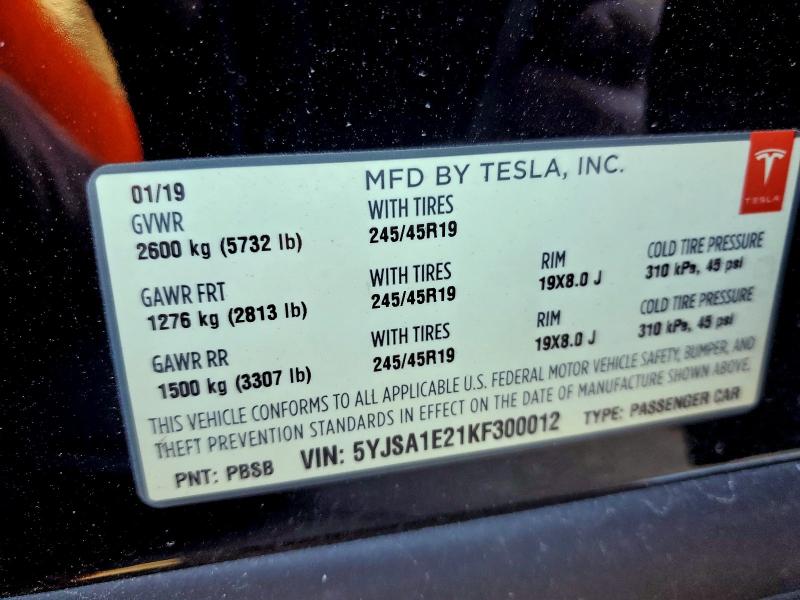 01/19 MFD BY TESLA, INC.
TESLA
GVWR WITH TIRES
2600 kg (5732 lb) 245/45R19
GAWR FRT WITH TIRES RIM COLD TIRE PRESSURE
1276 kg (2813 lb) 245/45R19 19X8.0 J 310 kPa, 45 psi
GAWR RR WITH TIRES RIM COLD TIRE PRESSURE
1500 kg (3307 lb) 245/45R19 19X8.0 J 310 kPa, 45 psi
THIS VEHICLE CONFORMS TO ALL APPLICABLE U.S. FEDERAL MOTOR VEHICLE SAFETY, BUMPER, AND
THEFT PREVENTION STANDARDS IN EFFECT ON THE DATE OF MANUFACTURE SHOWN ABOVE.
PNT: PBSB VIN: 5YJSA1E21KF300012 TYPE: PASSENGER CAR